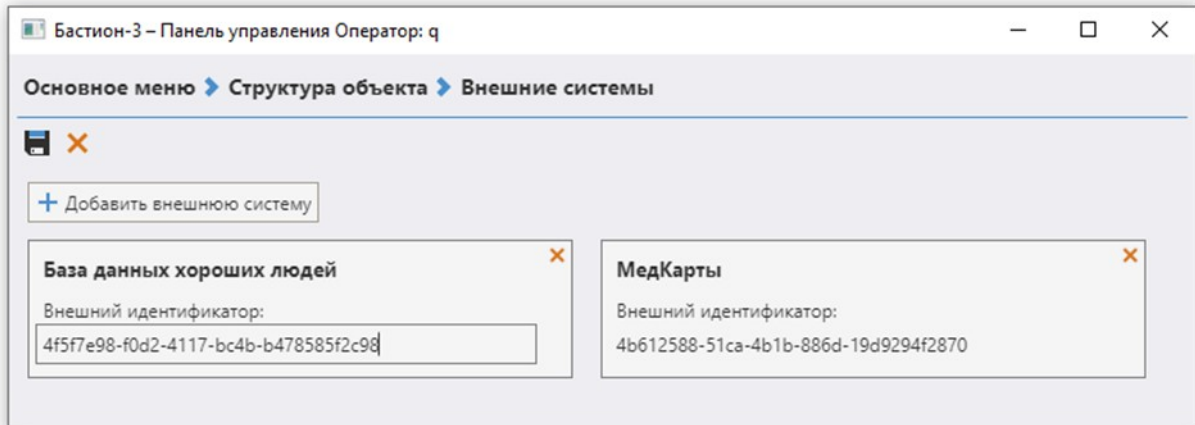 Бастион-3 – Панель управления Оператор: q
Основное меню Структура объекта Внешние системы
Добавить внешнюю систему
База данных хороших людей
Внешний идентификатор:
4f5f7e98-f0d2-4117-bc4b-b478585f2c98
МедКарты
Внешний идентификатор:
4b612588-51ca-4b1b-886d-19d9294f2870